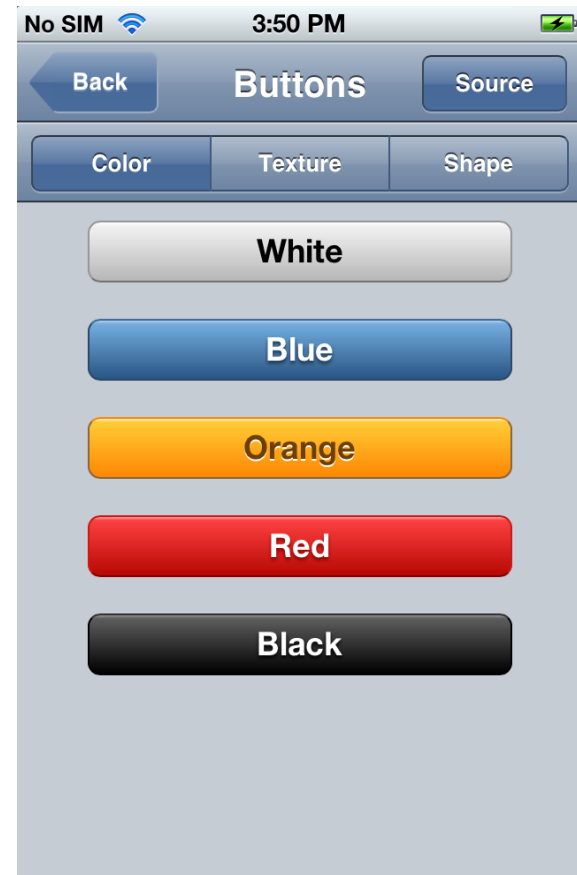 No SIM 3:50 PM
Back Buttons Source
Color Texture Shape
White
Blue
Orange
Red
Black